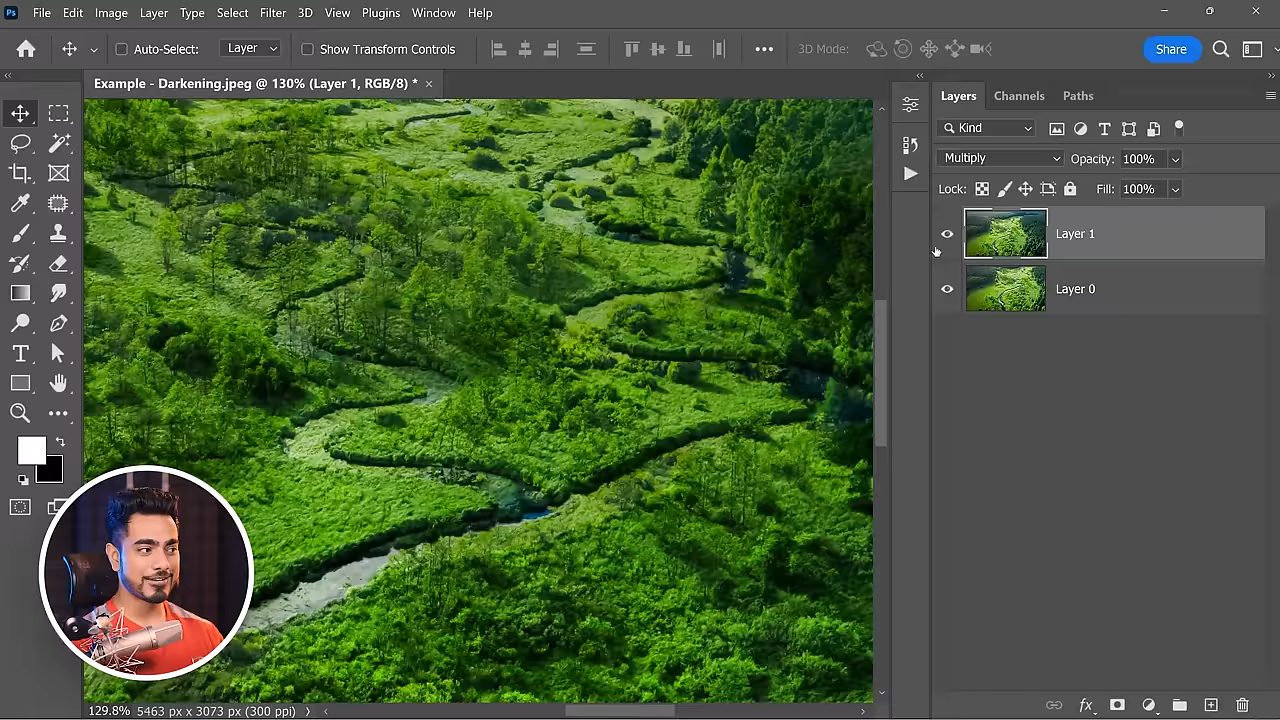 Ps File Edit Image Layer Type Select Filter 3D View Plugins Window Help
Auto-Select: Layer Show Transform Controls 3D Mode: Share
Example - Darkening.jpeg @ 130% (Layer 1, RGB/8) *
Layers Channels Paths
Kind
Multiply Opacity: 100%
Lock: Fill: 100%
Layer 1
Layer 0
129.8% 5463 px x 3073 px (300 ppi)
fx